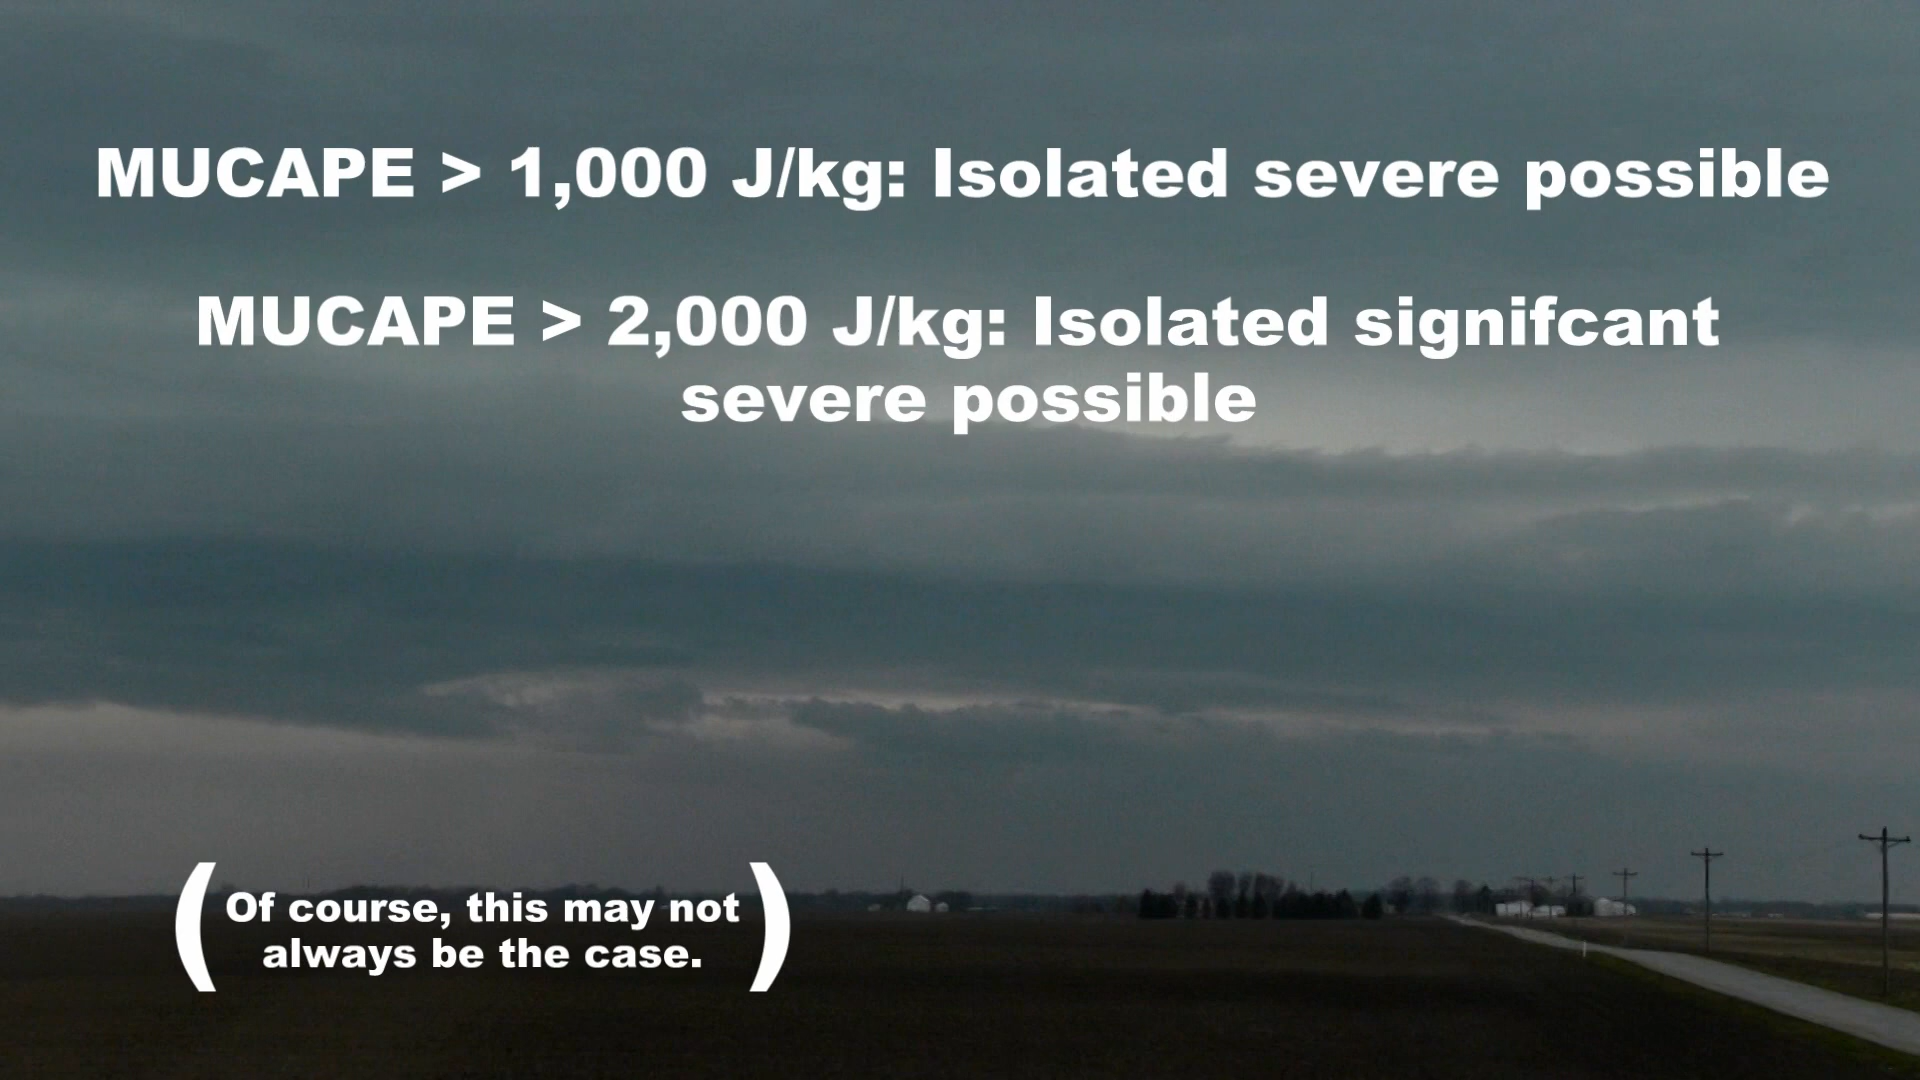 MUCAPE > 1,000 J/kg: Isolated severe possible
MUCAPE > 2,000 J/kg: Isolated signifcant
severe possible
(Of course, this may not
always be the case.)